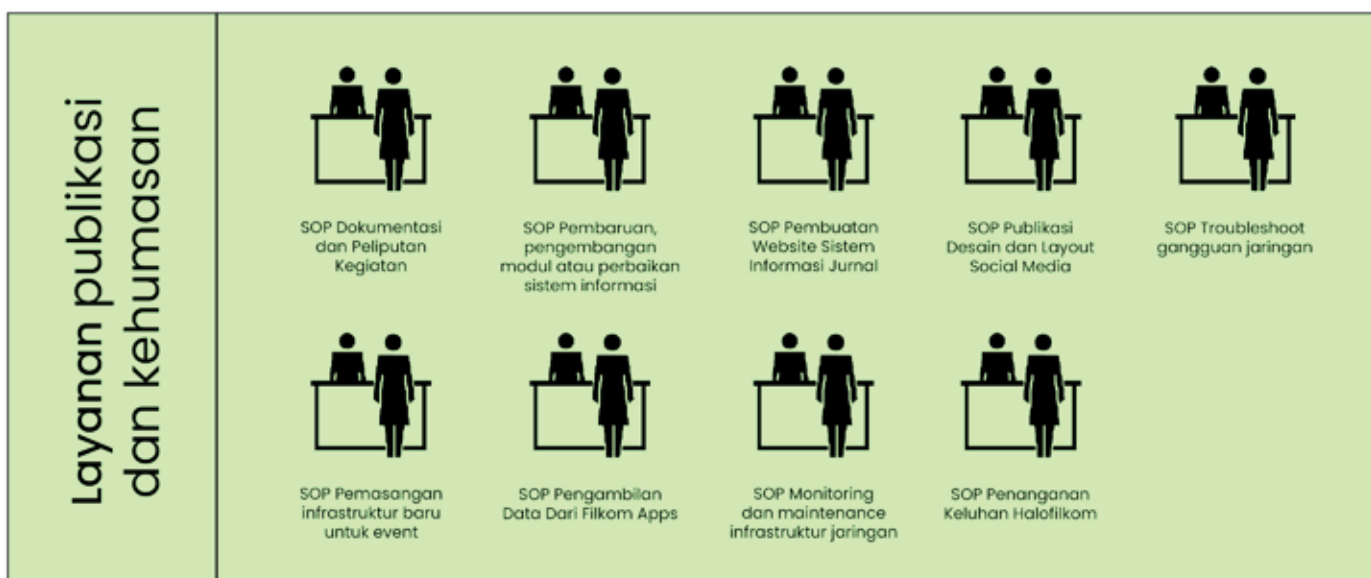 Layanan publikasi
dan kehumasan
SOP Dokumentasi
dan Peliputan
Kegiatan
SOP Pembaruan,
pengembangan
modul atau perbaikan
sistem informasi
SOP Pembuatan
Website Sistem
Informasi Jurnal
SOP Publikasi
Desain dan Layout
Social Media
SOP Troubleshoot
gangguan jaringan
SOP Pemasangan
infrastruktur baru
untuk event
SOP Pengambilan
Data Dari Filkom Apps
SOP Monitoring
dan maintenance
infrastruktur jaringan
SOP Penanganan
Keluhan Halofilkom